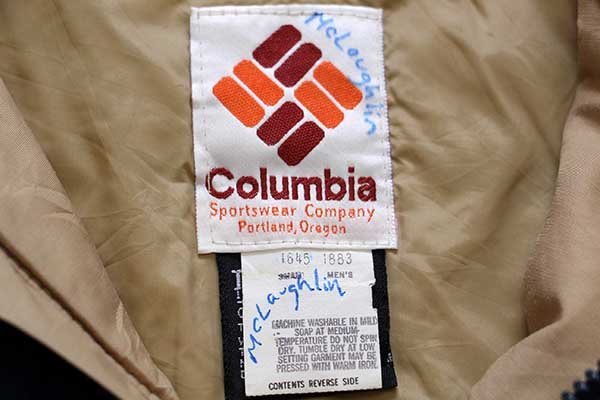 McLoughlin
Columbia
Sportswear Company
Portland, Oregon
1645 1883
MEN'S
McLaughlin
MACHINE WASHABLE IN MILD
SOAP AT MEDIUM-
TEMPERATURE DO NOT SPIN
DRY. TUMBLE DRY AT LOW
SETTING GARMENT MAY BE
PRESSED WITH WARM IRON.
CONTENTS REVERSE SIDE